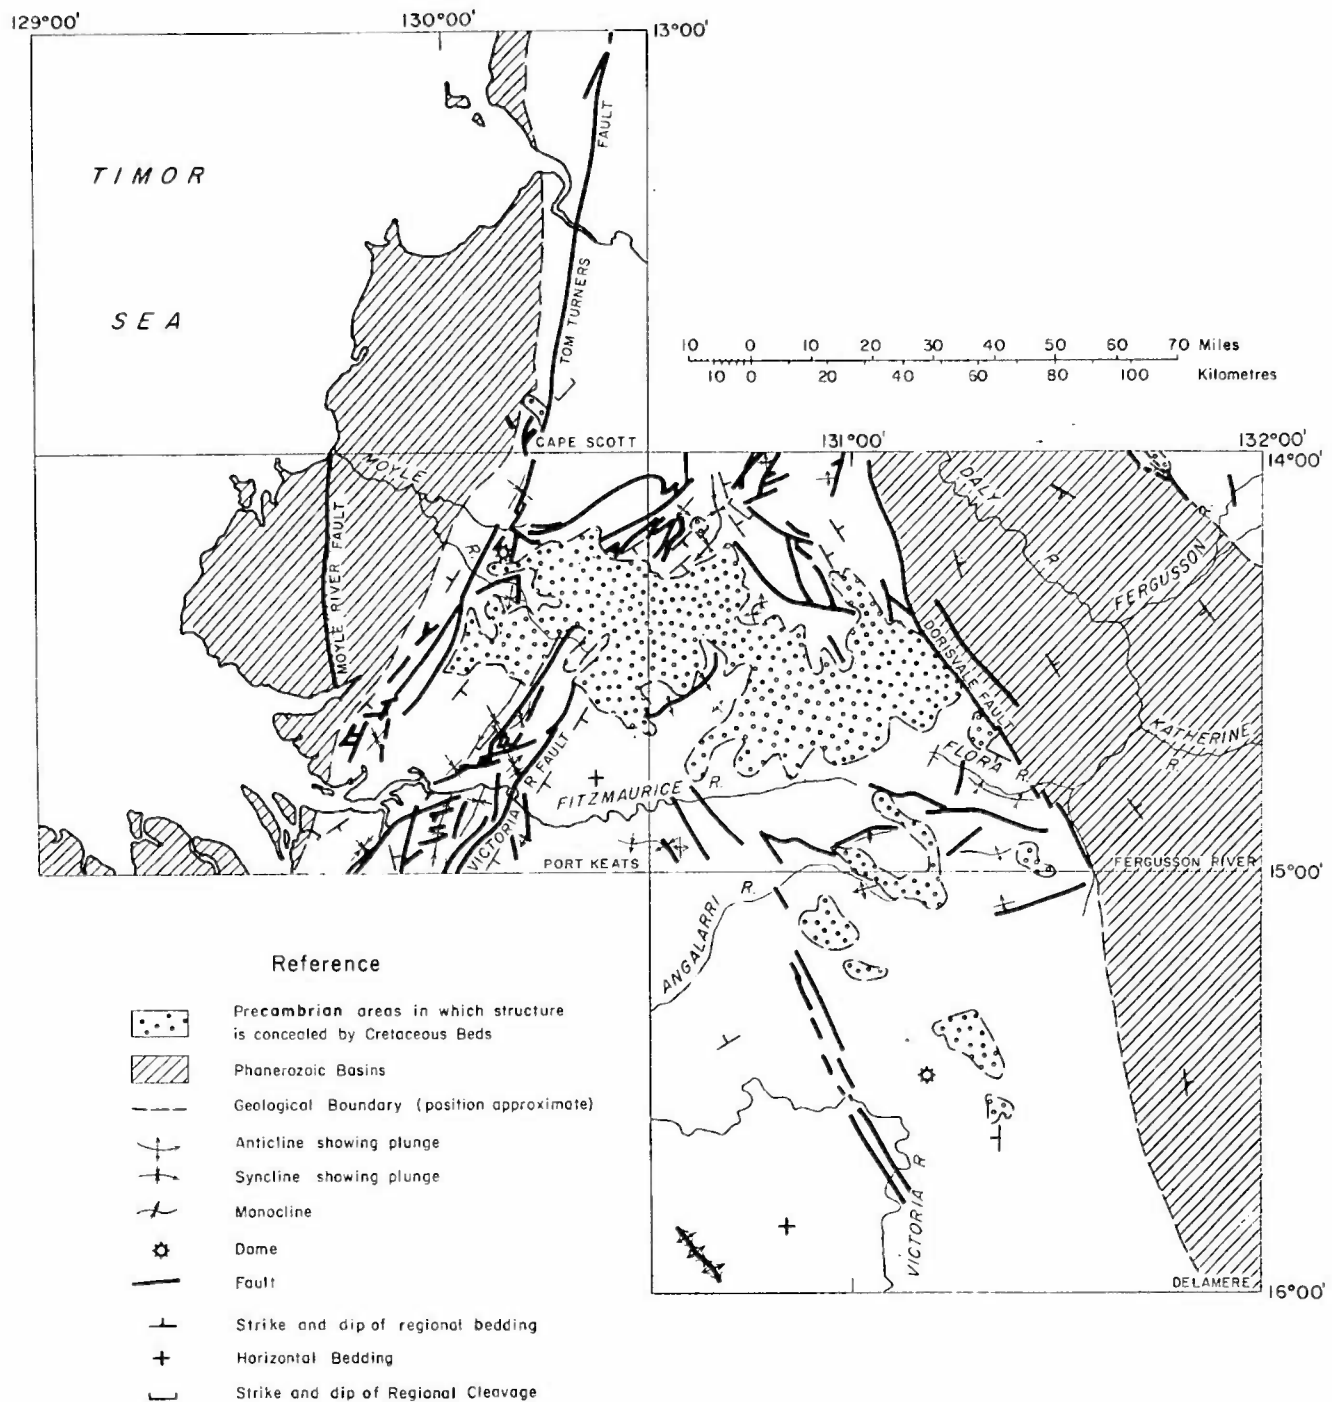 129°00'
130°00'
13°00'
TIMOR
SEA
FAULT
TOM TURNERS
10 0 10 20 30 40 50 60 70 Miles
10 0 20 40 60 80 100 Kilometres
CAPE SCOTT
131°00'
132°00'
14°00'
MOYLE
R.
DALY
R.
FERGUSSON
R.
MOYLE RIVER FAULT
DORISVALE FAULT
KATHERINE
R.
FLORA R.
VICTORIA R. FAULT
FITZMAURICE R.
PORT KEATS
FERGUSSON RIVER
15°00'
ANGALARRI R.
VICTORIA R
DELAMERE
16°00'
Reference
Precambrian areas in which structure
is concealed by Cretaceous Beds
Phanerozoic Basins
Geological Boundary (position approximate)
Anticline showing plunge
Syncline showing plunge
Monocline
Dome
Fault
Strike and dip of regional bedding
Horizontal Bedding
Strike and dip of Regional Cleavage